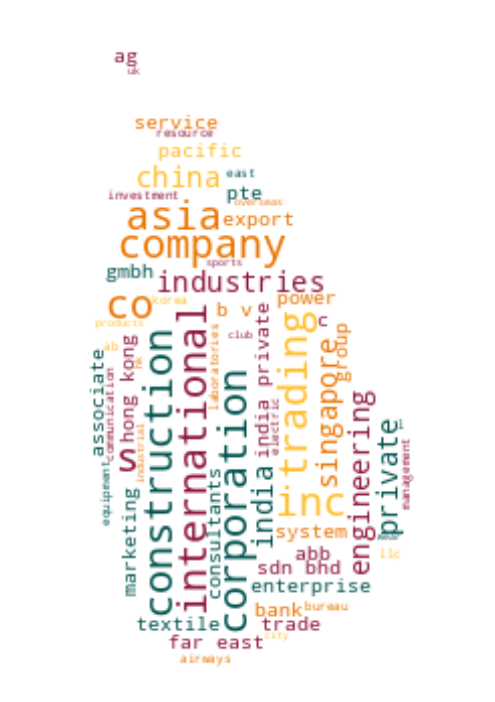 ag
uk
service
resource
pacific
china
east
investment
pte
overseas
asia
export
company
sports
gmbh
industries
co
korea
power
b v
products
c
club
international
trading
india private
laboratories
group
construction
hong kong
singapore
associate
ab
hk
communication
s
corporation
electric
engineering
private
industrial
management
equipment
marketing
consultants
india
inc
system
wear
abb
llc
sdn bhd
enterprise
bank
bureau
textile
trade
far east
city
airways